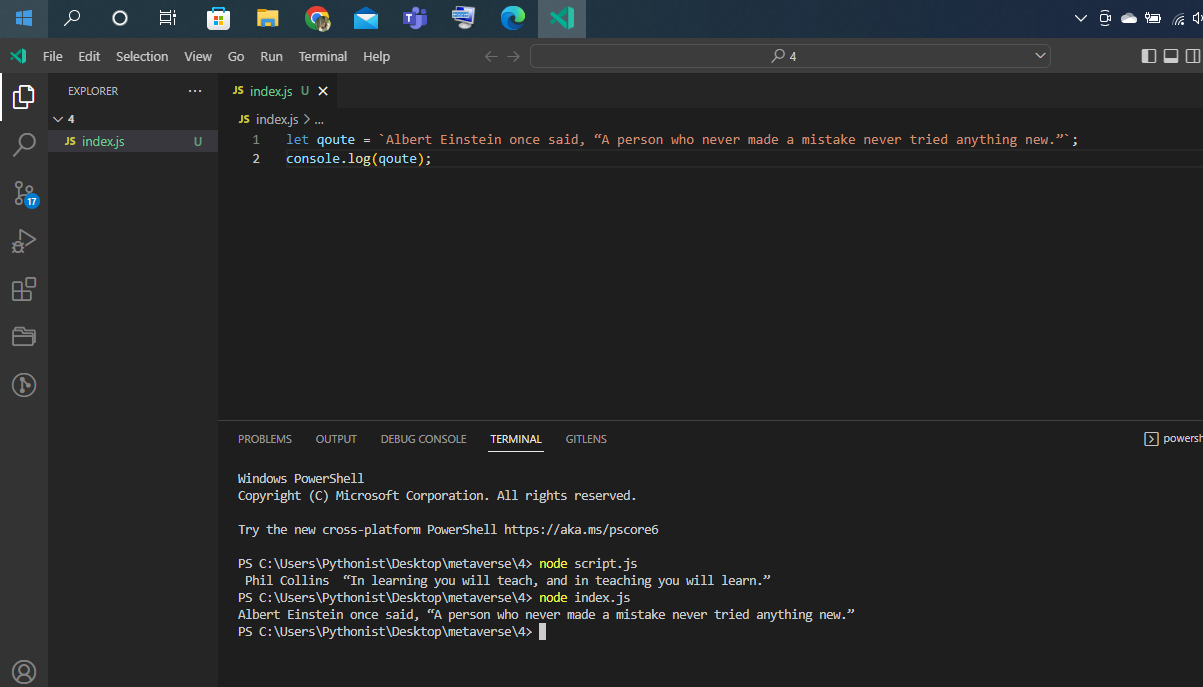 File Edit Selection View Go Run Terminal Help
4
EXPLORER
4
JS index.js U
JS index.js U
JS index.js > ...
1 let qoute = `Albert Einstein once said, “A person who never made a mistake never tried anything new.”`;
2 console.log(qoute);
17
PROBLEMS OUTPUT DEBUG CONSOLE TERMINAL GITLENS
powersh
Windows PowerShell
Copyright (C) Microsoft Corporation. All rights reserved.
Try the new cross-platform PowerShell https://aka.ms/pscore6
PS C:\Users\Pythonist\Desktop\metaverse\4> node script.js
Phil Collins “In learning you will teach, and in teaching you will learn.”
PS C:\Users\Pythonist\Desktop\metaverse\4> node index.js
Albert Einstein once said, “A person who never made a mistake never tried anything new.”
PS C:\Users\Pythonist\Desktop\metaverse\4>